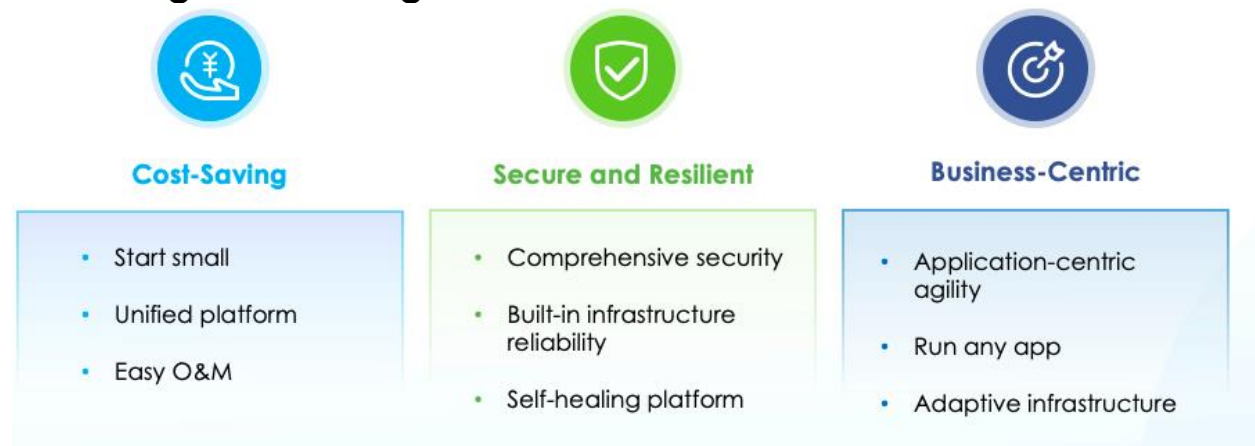 Cost-Saving
Start small
Unified platform
Easy O&M
Secure and Resilient
Comprehensive security
Built-in infrastructure
reliability
Self-healing platform
Business-Centric
Application-centric
agility
Run any app
Adaptive infrastructure